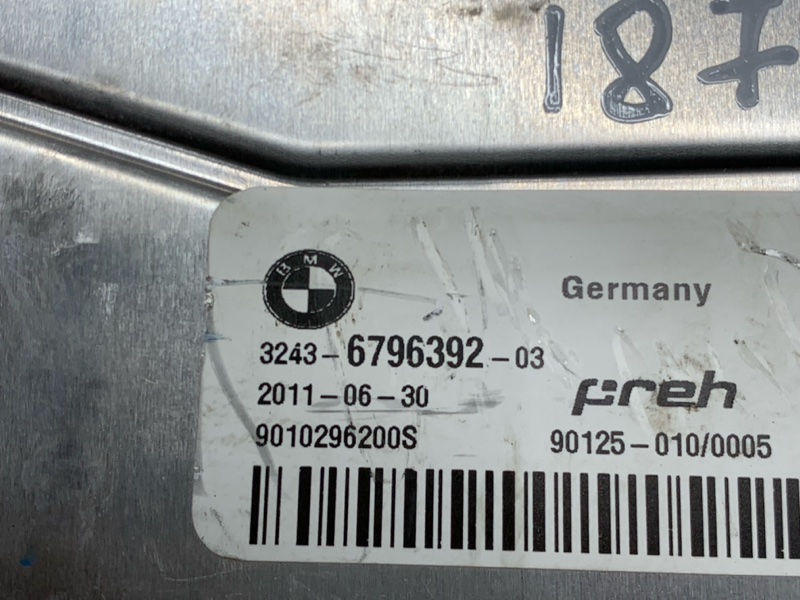 187
BMW
Germany
3243-6796392-03
2011-06-30
preh
9010296200S
90125-010/0005